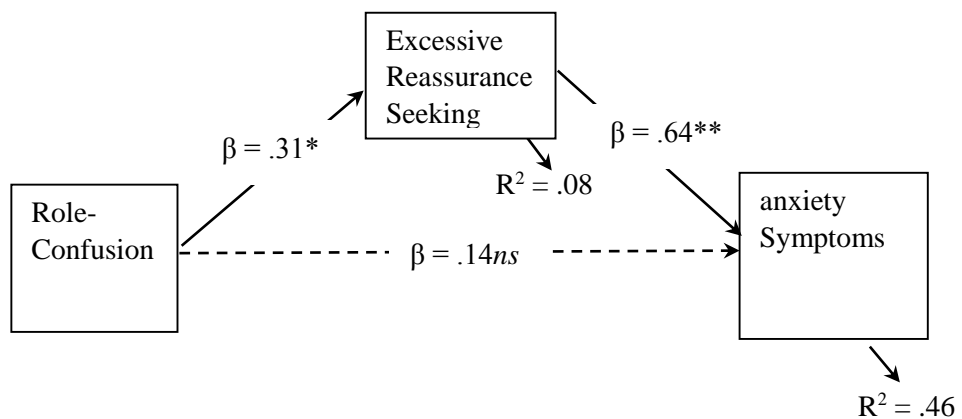 Excessive
Reassurance
Seeking
β = .31*
β = .64**
R² = .08
Role-
Confusion
anxiety
Symptoms
β = .14ns
R² = .46